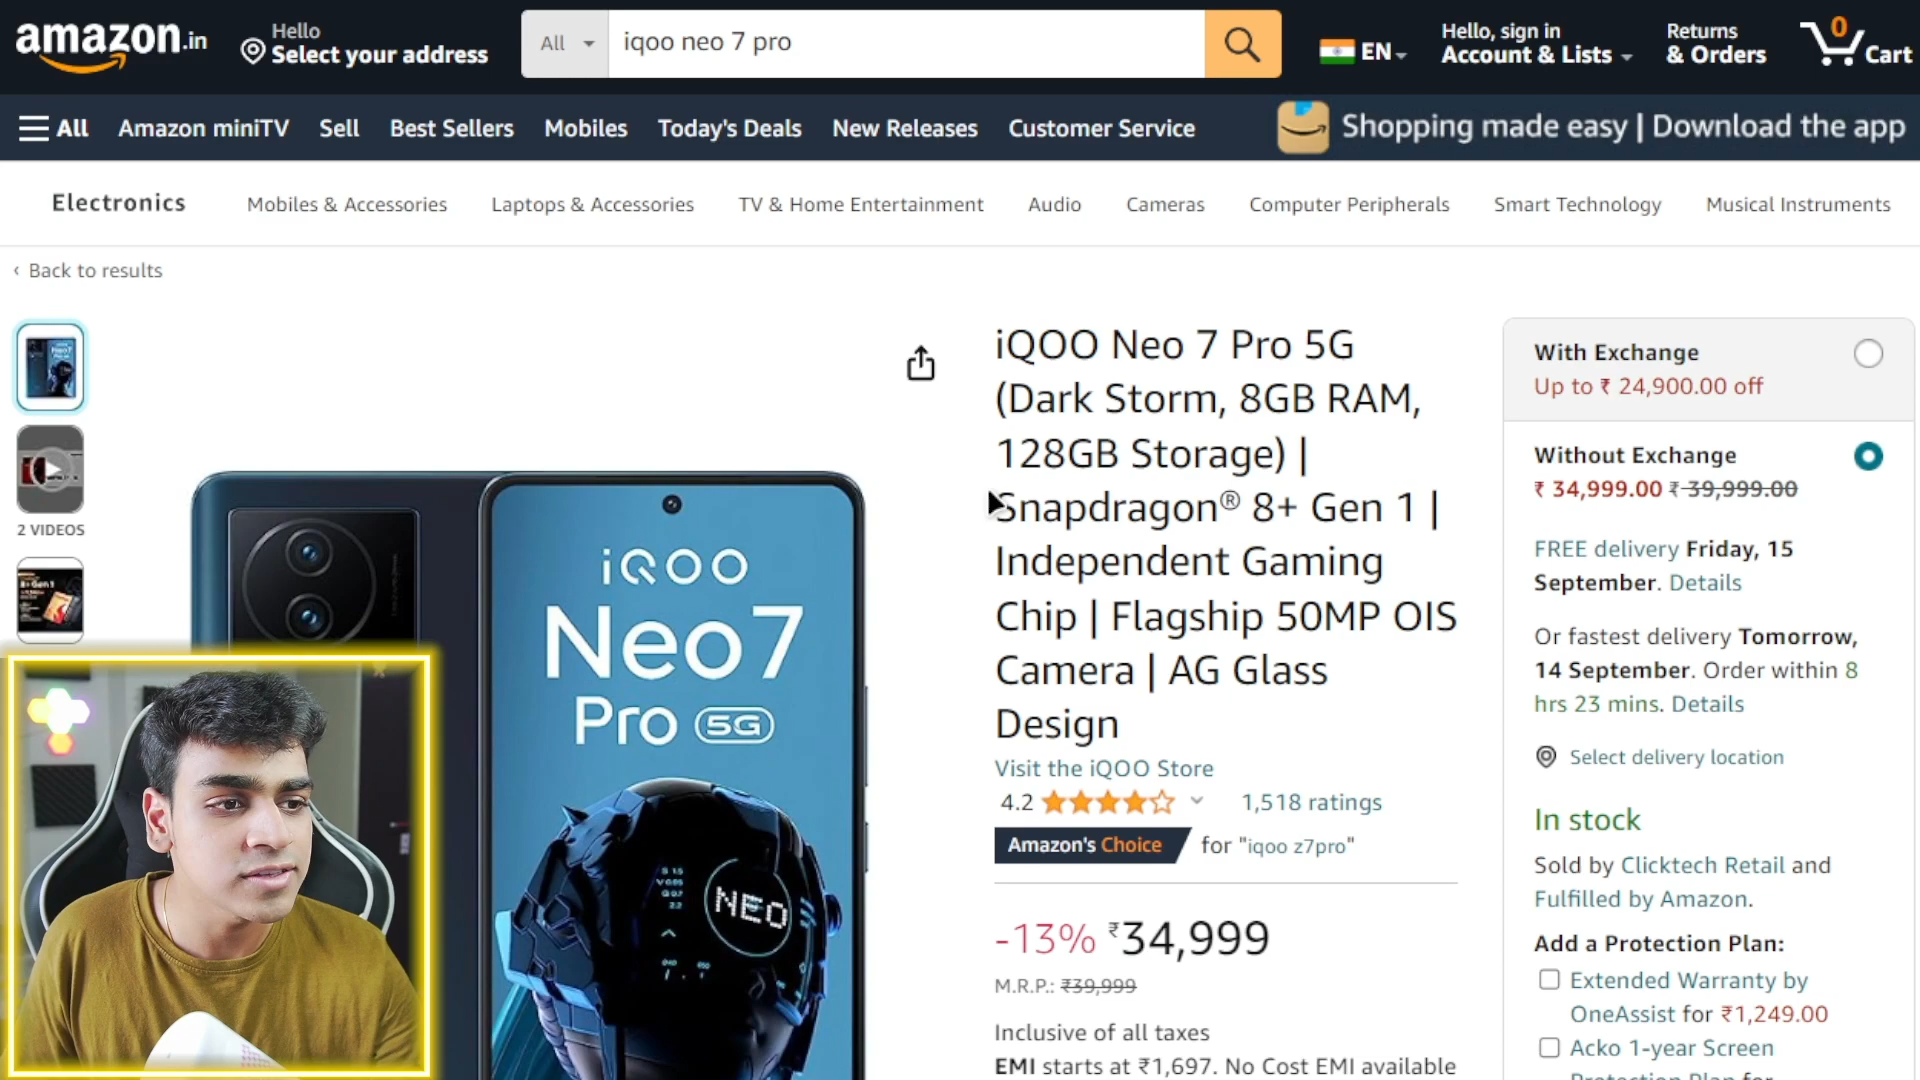 amazon.in
Hello
Select your address
All
iqoo neo 7 pro
EN
Hello, sign in
Account & Lists
Returns
& Orders
0
Cart
All
Amazon miniTV
Sell
Best Sellers
Mobiles
Today's Deals
New Releases
Customer Service
Shopping made easy | Download the app
Electronics
Mobiles & Accessories
Laptops & Accessories
TV & Home Entertainment
Audio
Cameras
Computer Peripherals
Smart Technology
Musical Instruments
‹ Back to results
2 VIDEOS
iQOO
Neo7
Pro 5G
NEO
iQOO Neo 7 Pro 5G
(Dark Storm, 8GB RAM,
128GB Storage) |
Snapdragon® 8+ Gen 1 |
Independent Gaming
Chip | Flagship 50MP OIS
Camera | AG Glass
Design
Visit the iQOO Store
4.2
1,518 ratings
Amazon's Choice for "iqoo z7pro"
-13% ₹34,999
M.R.P.: ₹39,999
Inclusive of all taxes
EMI starts at ₹1,697. No Cost EMI available
With Exchange
Up to ₹ 24,900.00 off
Without Exchange
₹ 34,999.00 ₹ 39,999.00
FREE delivery Friday, 15
September. Details
Or fastest delivery Tomorrow,
14 September. Order within 8
hrs 23 mins. Details
Select delivery location
In stock
Sold by Clicktech Retail and
Fulfilled by Amazon.
Add a Protection Plan:
Extended Warranty by
OneAssist for ₹1,249.00
Acko 1-year Screen
Protection Plan for